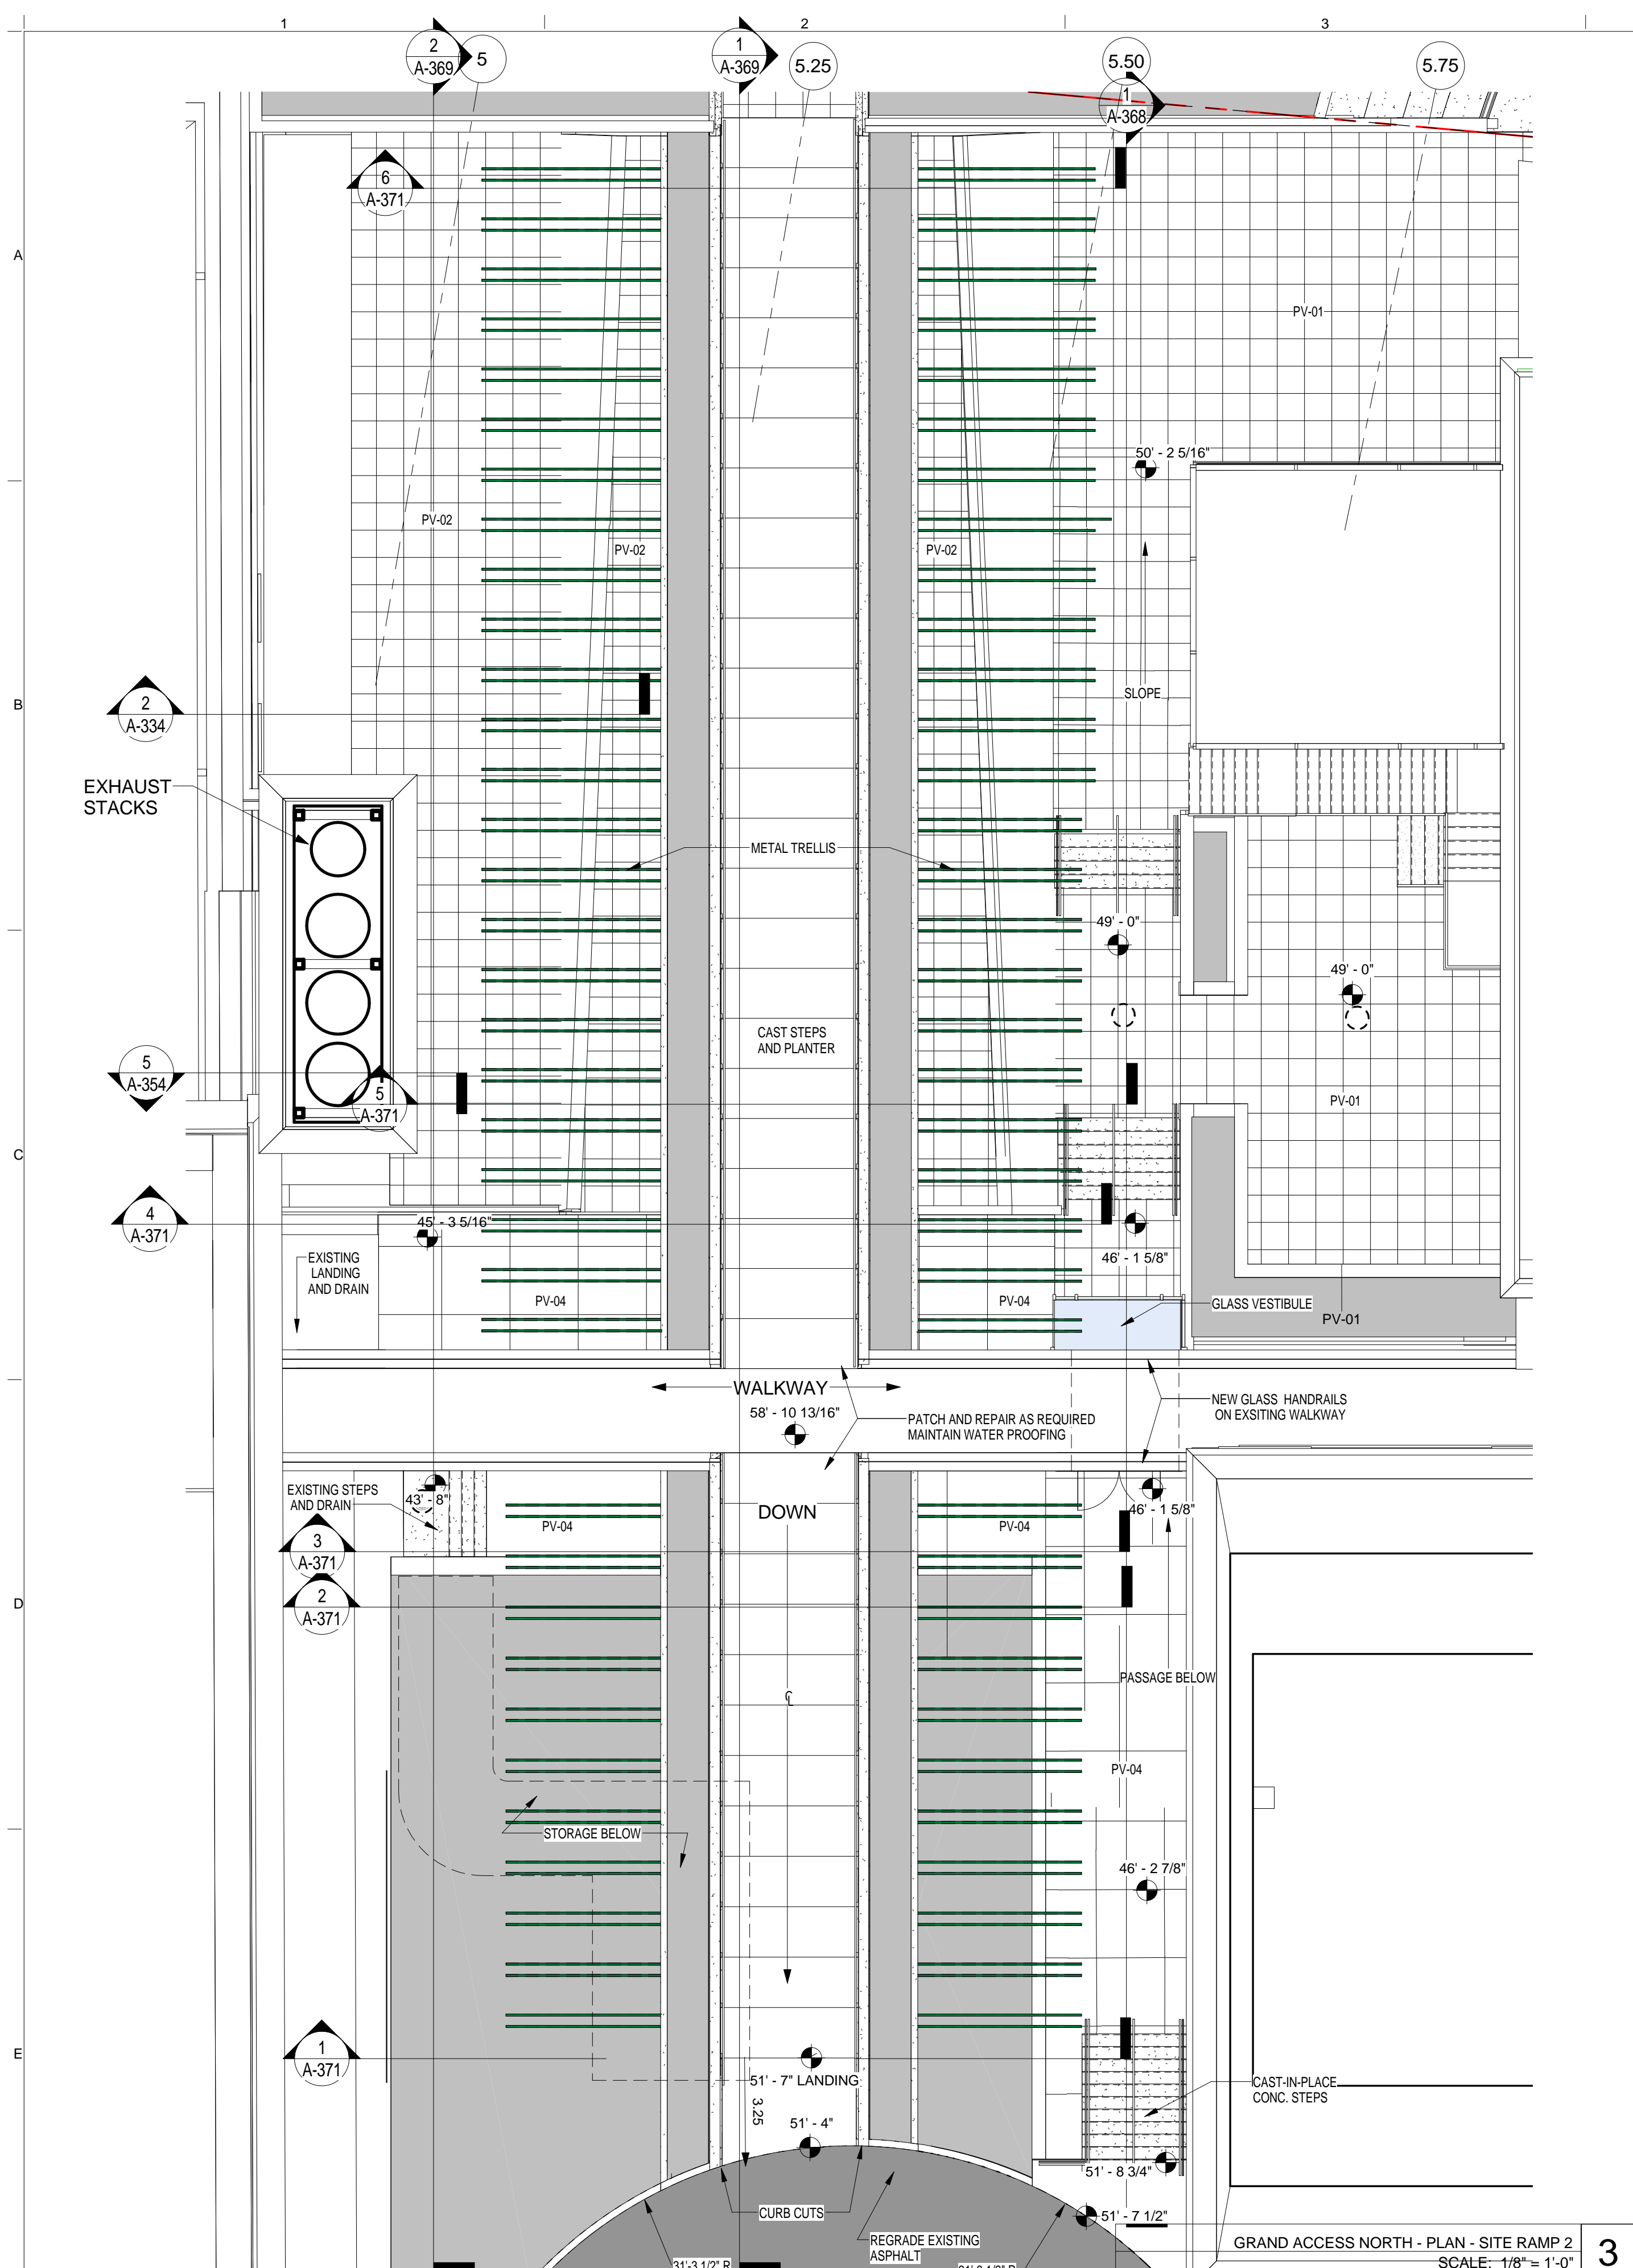 1
2
3
2
A-369
5
1
A-369
5.25
5.50
1
A-368
5.75
6
A-371
A
PV-01
50' - 2 5/16"
PV-02
PV-02
PV-02
SLOPE
B
2
A-334
EXHAUST
STACKS
METAL TRELLIS
49' - 0"
49' - 0"
CAST STEPS
AND PLANTER
5
A-354
5
A-371
PV-01
C
4
A-371
45' - 3 5/16"
46' - 1 5/8"
EXISTING
LANDING
AND DRAIN
PV-04
PV-04
GLASS VESTIBULE
PV-01
WALKWAY
58' - 10 13/16"
PATCH AND REPAIR AS REQUIRED
MAINTAIN WATER PROOFING
NEW GLASS HANDRAILS
ON EXSITING WALKWAY
EXISTING STEPS
AND DRAIN
43' - 8"
DOWN
46' - 1 5/8"
PV-04
PV-04
3
A-371
2
A-371
D
PASSAGE BELOW
CL
PV-04
STORAGE BELOW
46' - 2 7/8"
E
1
A-371
51' - 7" LANDING
3.25
51' - 4"
CAST-IN-PLACE
CONC. STEPS
51' - 8 3/4"
CURB CUTS
51' - 7 1/2"
REGRADE EXISTING
ASPHALT
31'-3 1/2" R
GRAND ACCESS NORTH - PLAN - SITE RAMP 2
SCALE: 1/8" = 1'-0"
3